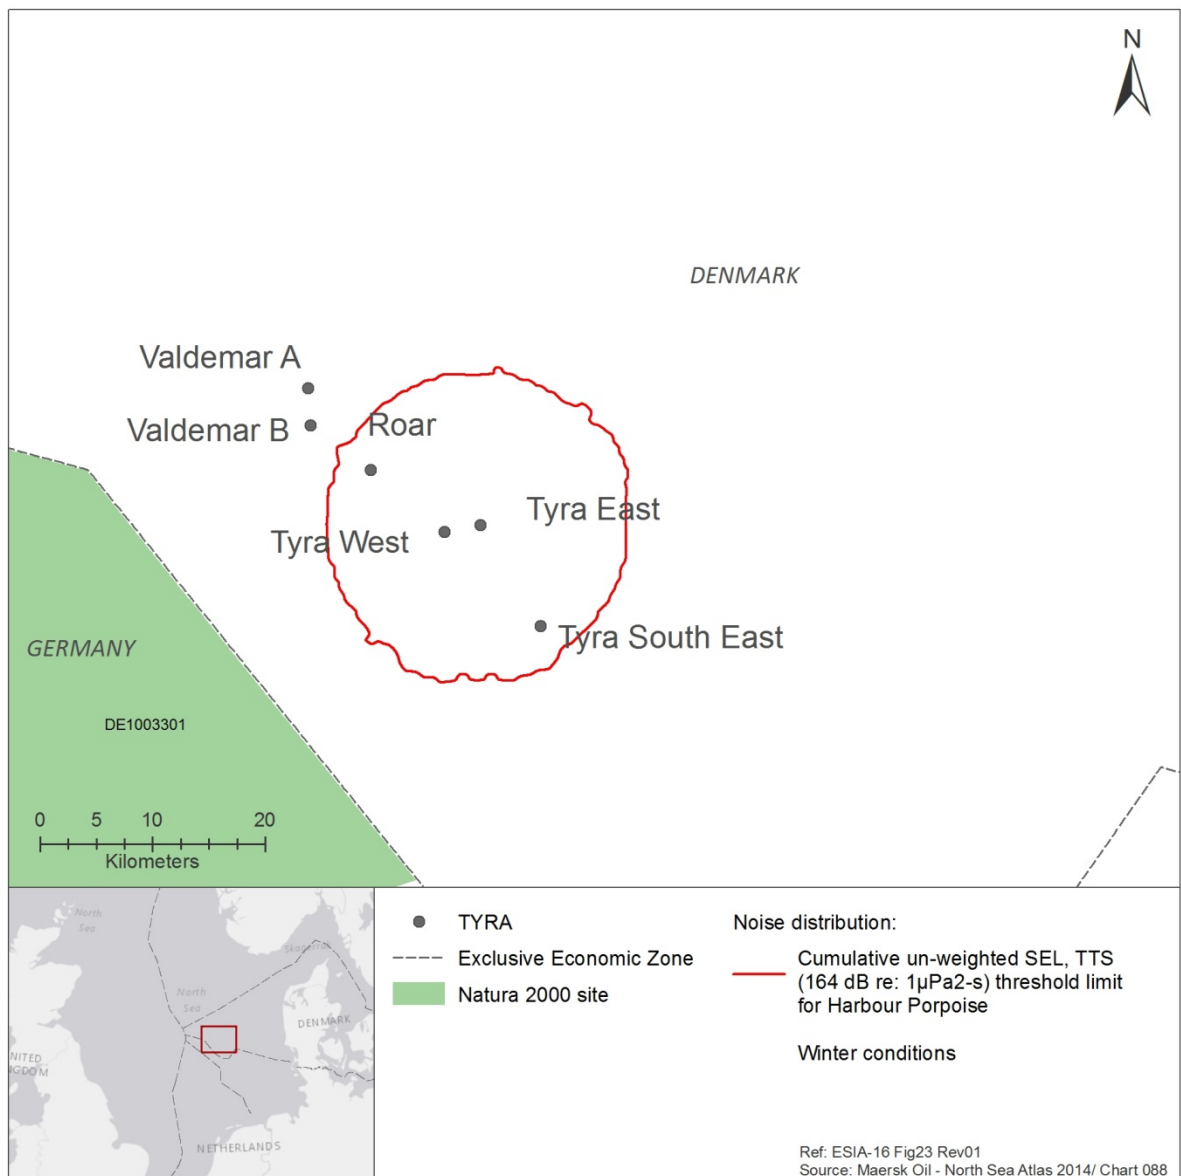 N
DENMARK
Valdemar A
Valdemar B
Roar
Tyra East
Tyra West
Tyra South East
GERMANY
DE1003301
0 5 10 20
Kilometers
North
Sea
Skagerrak
North
Sea
DENMARK
NITED
NGDOM
NETHERLANDS
TYRA
Exclusive Economic Zone
Natura 2000 site
Noise distribution:
Cumulative un-weighted SEL, TTS
(164 dB re: 1µPa2-s) threshold limit
for Harbour Porpoise
Winter conditions
Ref: ESIA-16 Fig23 Rev01
Source: Maersk Oil - North Sea Atlas 2014/ Chart 088